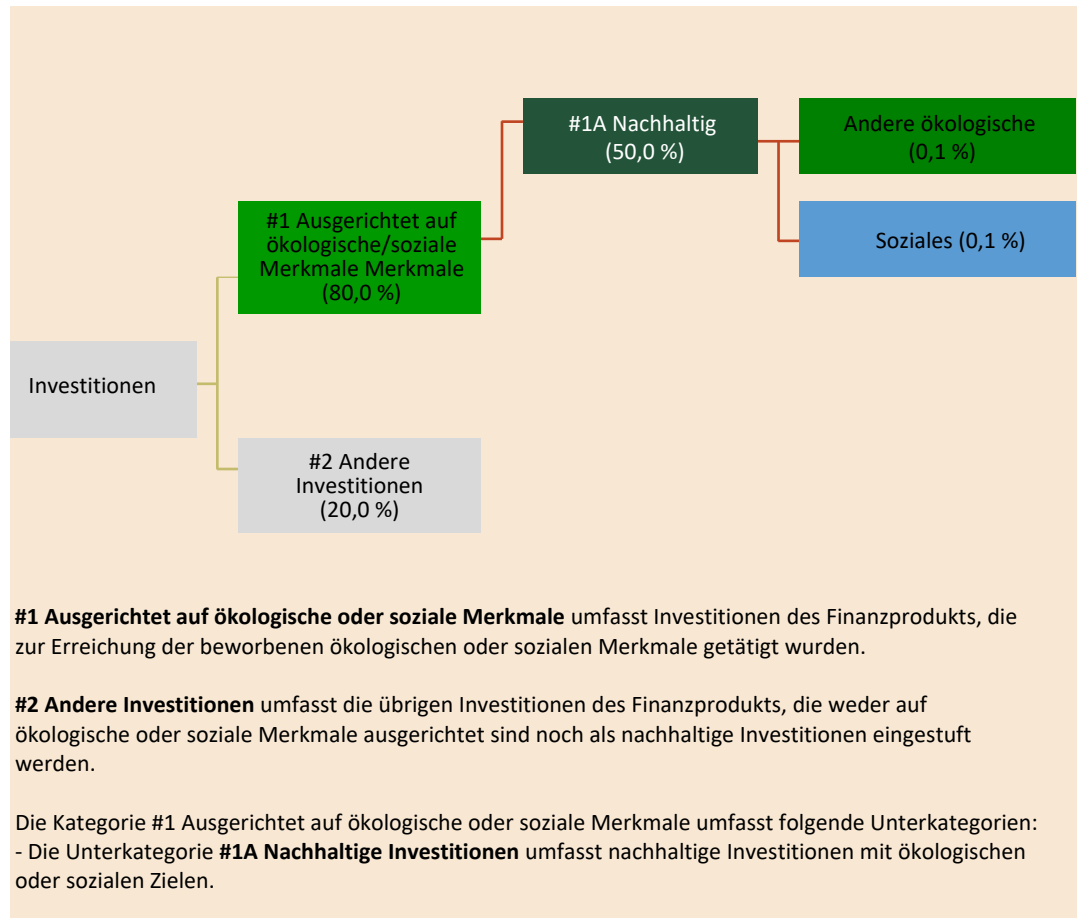 #1A Nachhaltig
(50,0 %)
Andere ökologische
(0,1 %)
#1 Ausgerichtet auf
ökologische/soziale
Merkmale Merkmale
(80,0 %)
Soziales (0,1 %)
Investitionen
#2 Andere
Investitionen
(20,0 %)
#1 Ausgerichtet auf ökologische oder soziale Merkmale umfasst Investitionen des Finanzprodukts, die
zur Erreichung der beworbenen ökologischen oder sozialen Merkmale getätigt wurden.
#2 Andere Investitionen umfasst die übrigen Investitionen des Finanzprodukts, die weder auf
ökologische oder soziale Merkmale ausgerichtet sind noch als nachhaltige Investitionen eingestuft
werden.
Die Kategorie #1 Ausgerichtet auf ökologische oder soziale Merkmale umfasst folgende Unterkategorien:
- Die Unterkategorie #1A Nachhaltige Investitionen umfasst nachhaltige Investitionen mit ökologischen
oder sozialen Zielen.